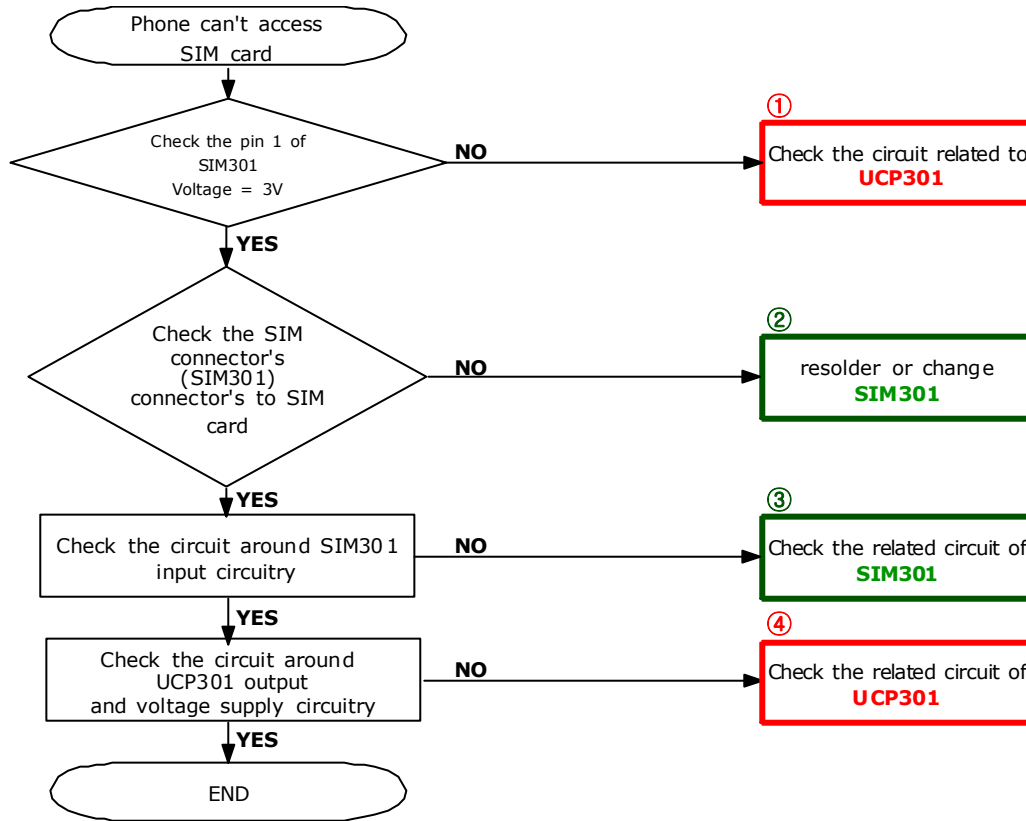 Phone can't access
SIM card
①
Check the pin 1 of
SIM301
Voltage = 3V
NO
Check the circuit related to
UCP301
YES
②
Check the SIM
connector's
(SIM301)
connector's to SIM
card
NO
resolder or change
SIM301
YES
③
Check the circuit around SIM301
input circuitry
NO
Check the related circuit of
SIM301
YES
④
Check the circuit around
UCP301 output
and voltage supply circuitry
NO
Check the related circuit of
UCP301
YES
END